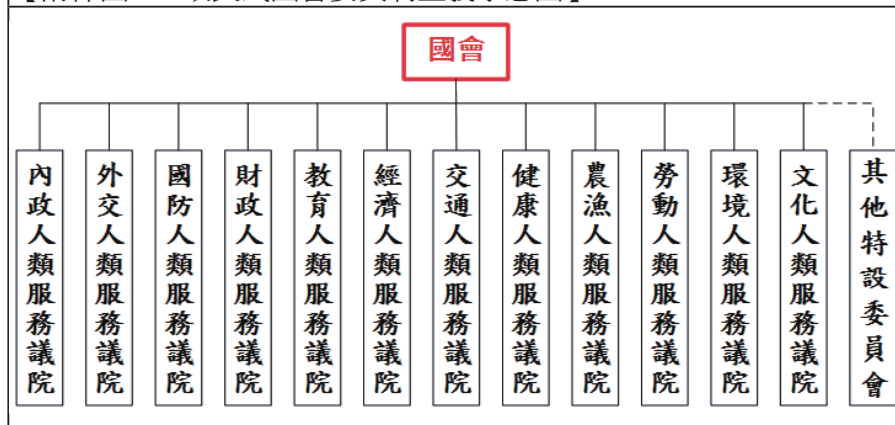 國會
內政人類服務議院
外交人類服務議院
國防人類服務議院
財政人類服務議院
教育人類服務議院
經濟人類服務議院
交通人類服務議院
健康人類服務議院
農漁人類服務議院
勞動人類服務議院
環境人類服務議院
文化人類服務議院
其他特設委員會